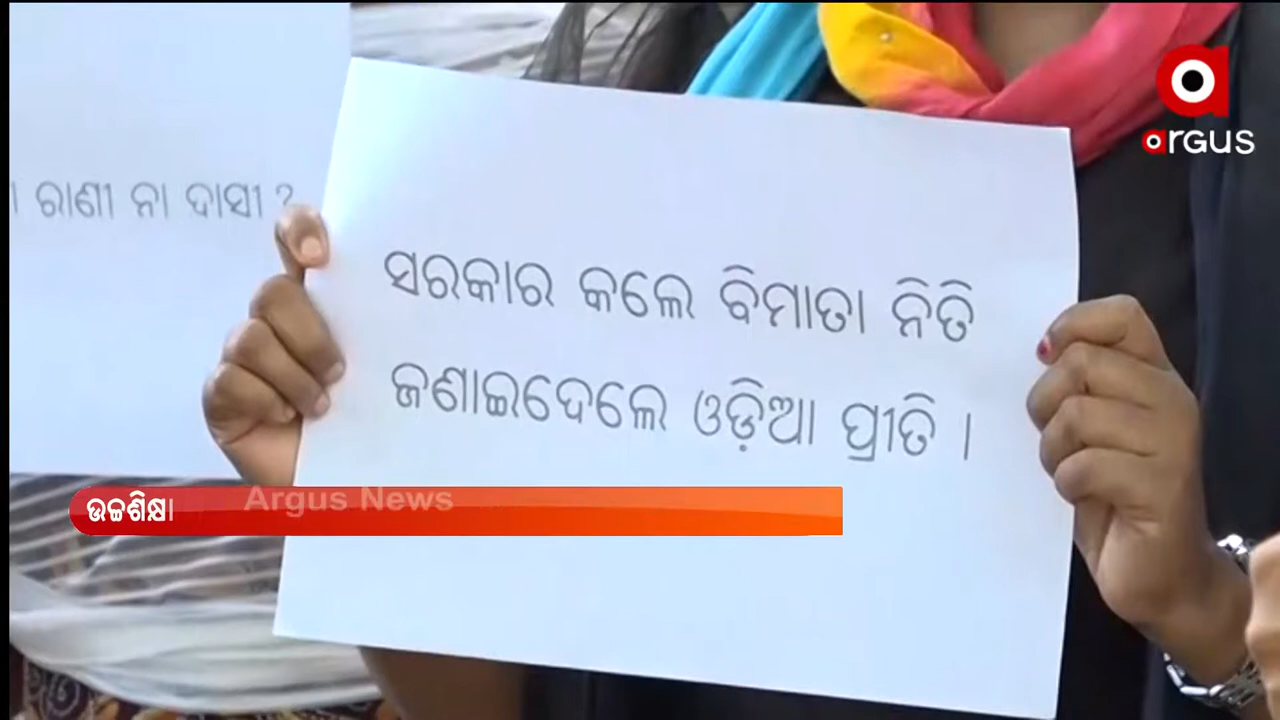 ରାଣୀ ନା ଦାସୀ ?
ସରକାର କଲେ ବିମାତା ନିତି
ଜଣାଇଦେଲେ ଓଡ଼ିଆ ପ୍ରୀତି ।
argus
ଉଚ୍ଚଶିକ୍ଷା
Argus News